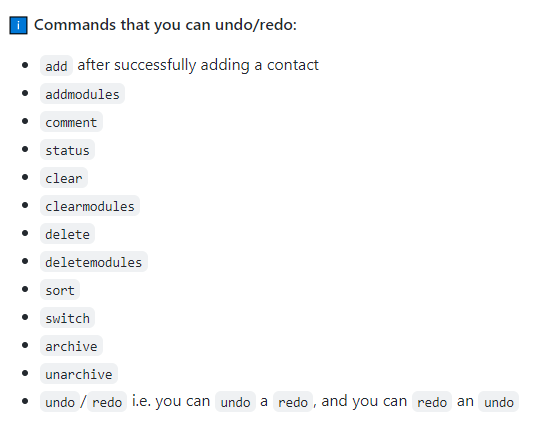 ℹ️ Commands that you can undo/redo:
• add after successfully adding a contact
• addmodules
• comment
• status
• clear
• clearmodules
• delete
• deletemodules
• sort
• switch
• archive
• unarchive
• undo / redo i.e. you can undo a redo, and you can redo an undo